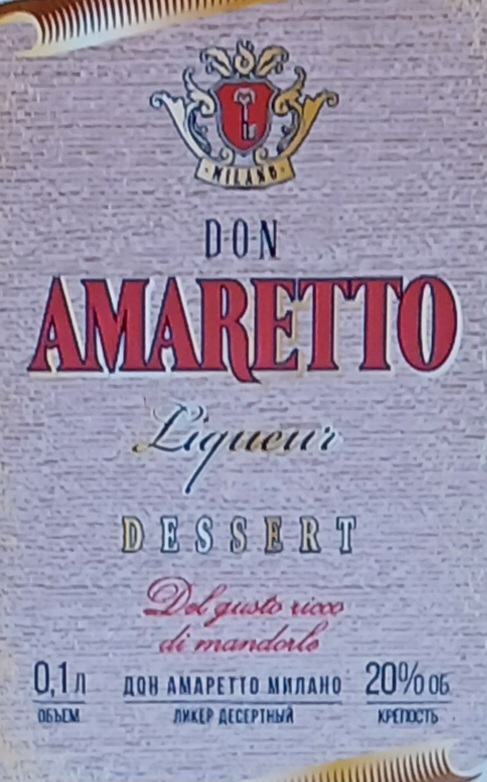 MILANO
DON
AMARETTO
Liqueur
DESSERT
Del gusto ricco
di mandorle
0,1 л ДОН АМАРЕТТО МИЛАНО 20% об
ОБЪЕМ ЛИКЕР ДЕСЕРТНЫЙ КРЕПОСТЬ